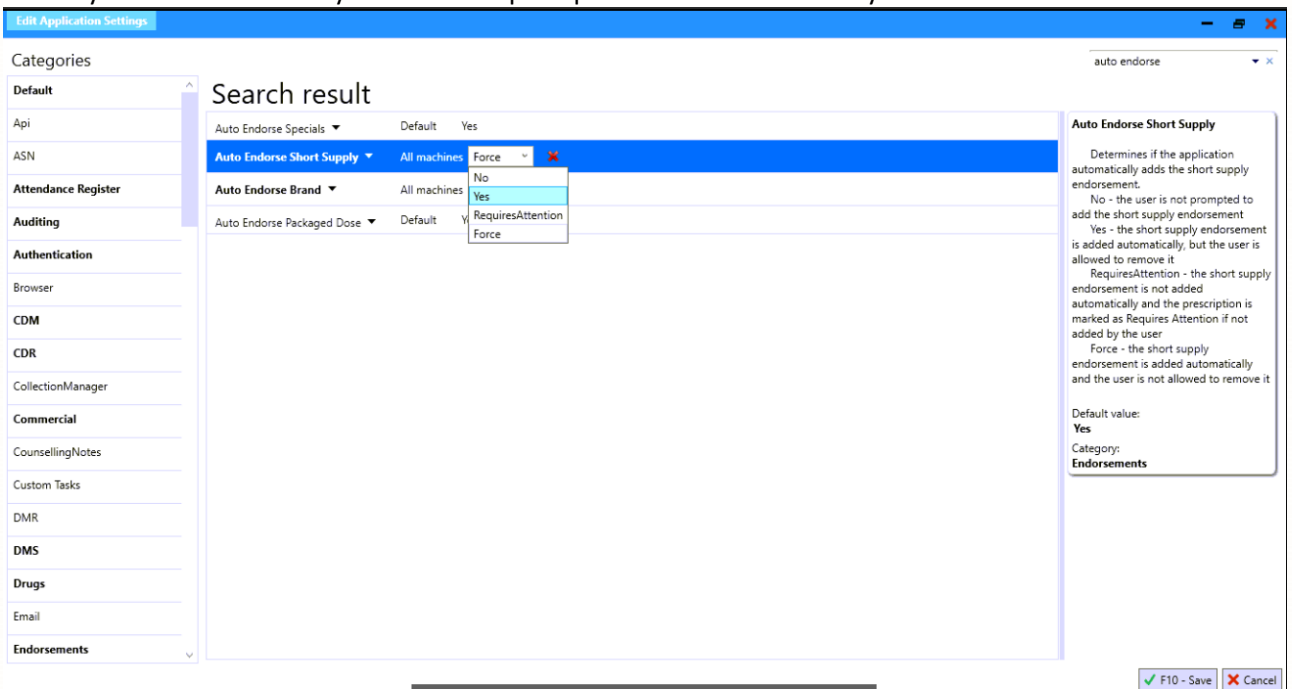 Edit Application Settings
Categories
auto endorse
Default
Api
ASN
Attendance Register
Auditing
Authentication
Browser
CDM
CDR
CollectionManager
Commercial
CounsellingNotes
Custom Tasks
DMR
DMS
Drugs
Email
Endorsements
Search result
Auto Endorse Specials Default Yes
Auto Endorse Short Supply All machines Force
Auto Endorse Brand All machines
Auto Endorse Packaged Dose Default
No
Yes
RequiresAttention
Force
Auto Endorse Short Supply
Determines if the application
automatically adds the short supply
endorsement.
No - the user is not prompted to
add the short supply endorsement
Yes - the short supply endorsement
is added automatically, but the user is
allowed to remove it
RequiresAttention - the short supply
endorsement is not added
automatically and the prescription is
marked as Requires Attention if not
added by the user
Force - the short supply
endorsement is added automatically
and the user is not allowed to remove it
Default value:
Yes
Category:
Endorsements
F10 - Save
Cancel